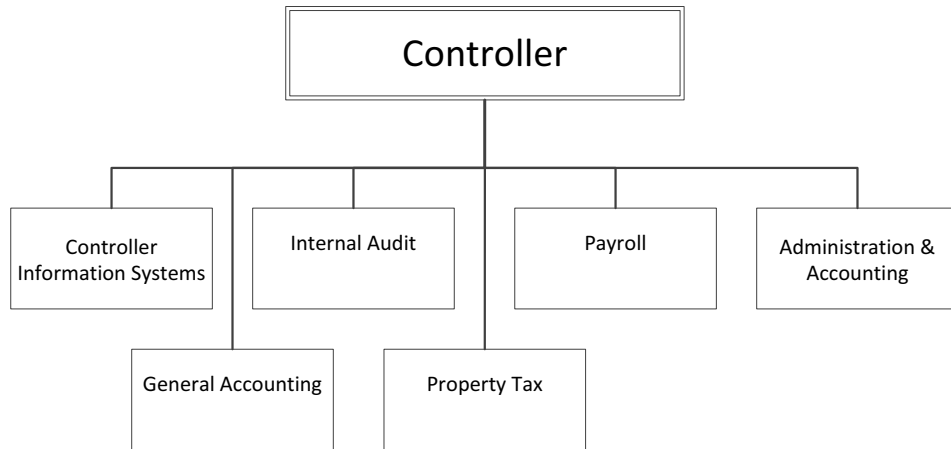 Controller
Controller
Information Systems
Internal Audit
Payroll
Administration &
Accounting
General Accounting
Property Tax